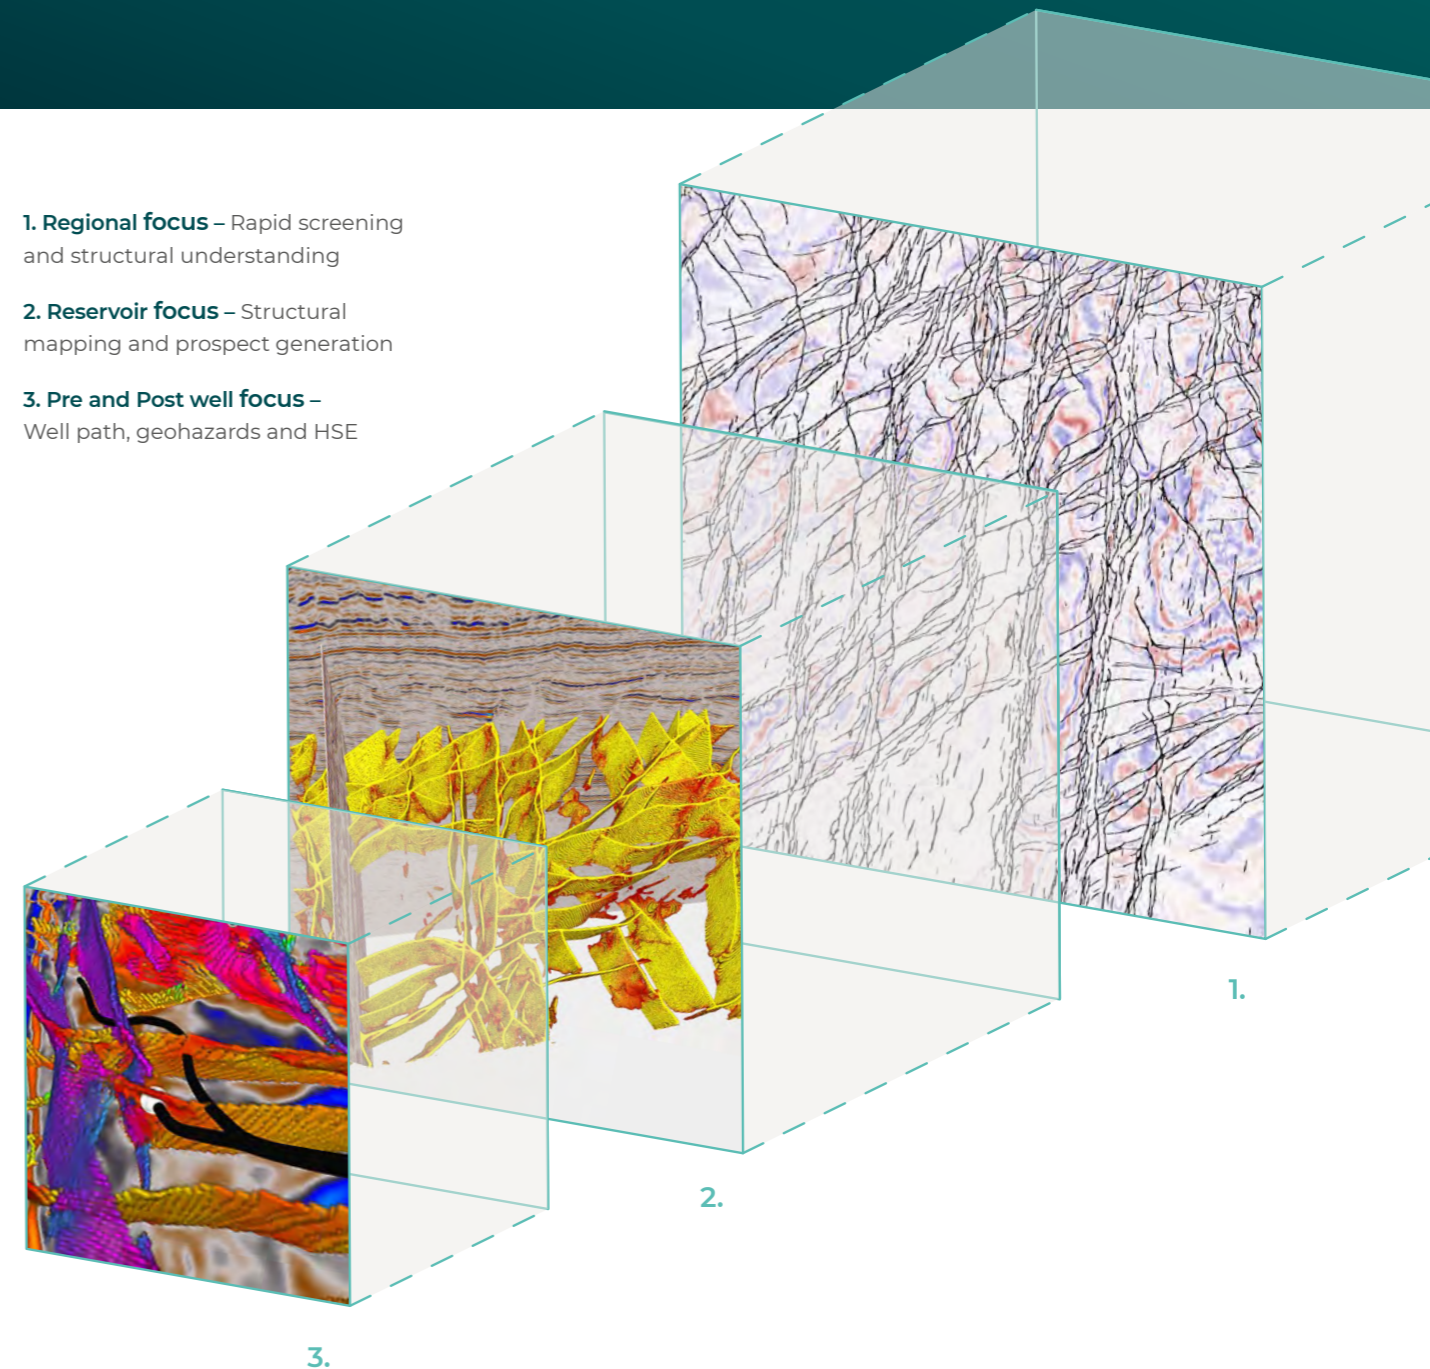 1. Regional focus – Rapid screening
and structural understanding
2. Reservoir focus – Structural
mapping and prospect generation
3. Pre and Post well focus –
Well path, geohazards and HSE
1.
2.
3.